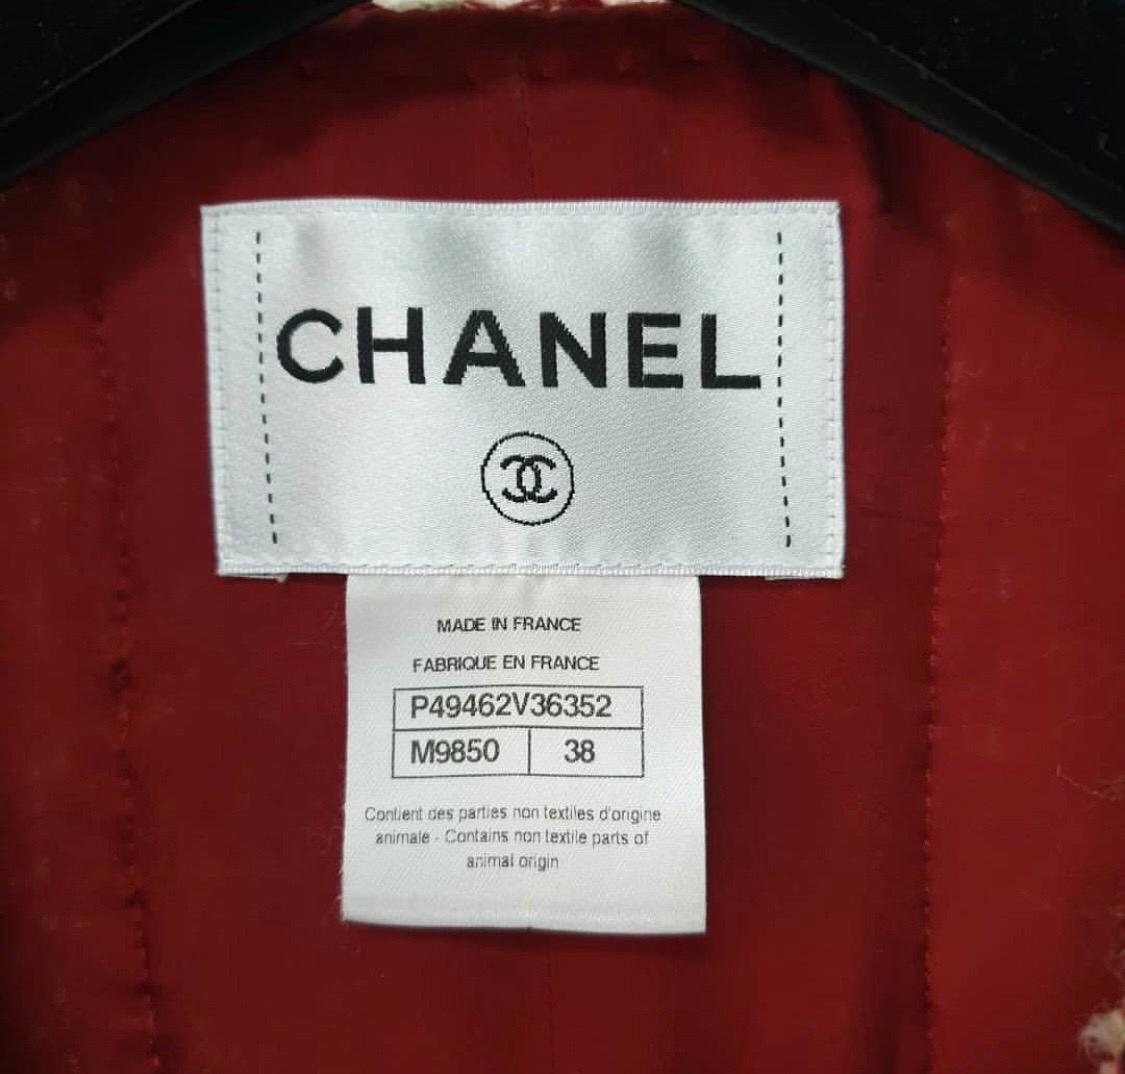 CHANEL
MADE IN FRANCE
FABRIQUE EN FRANCE
P49462V36352
M9850 38
Contient des parties non textiles d'origine
animale - Contains non textile parts of
animal origin